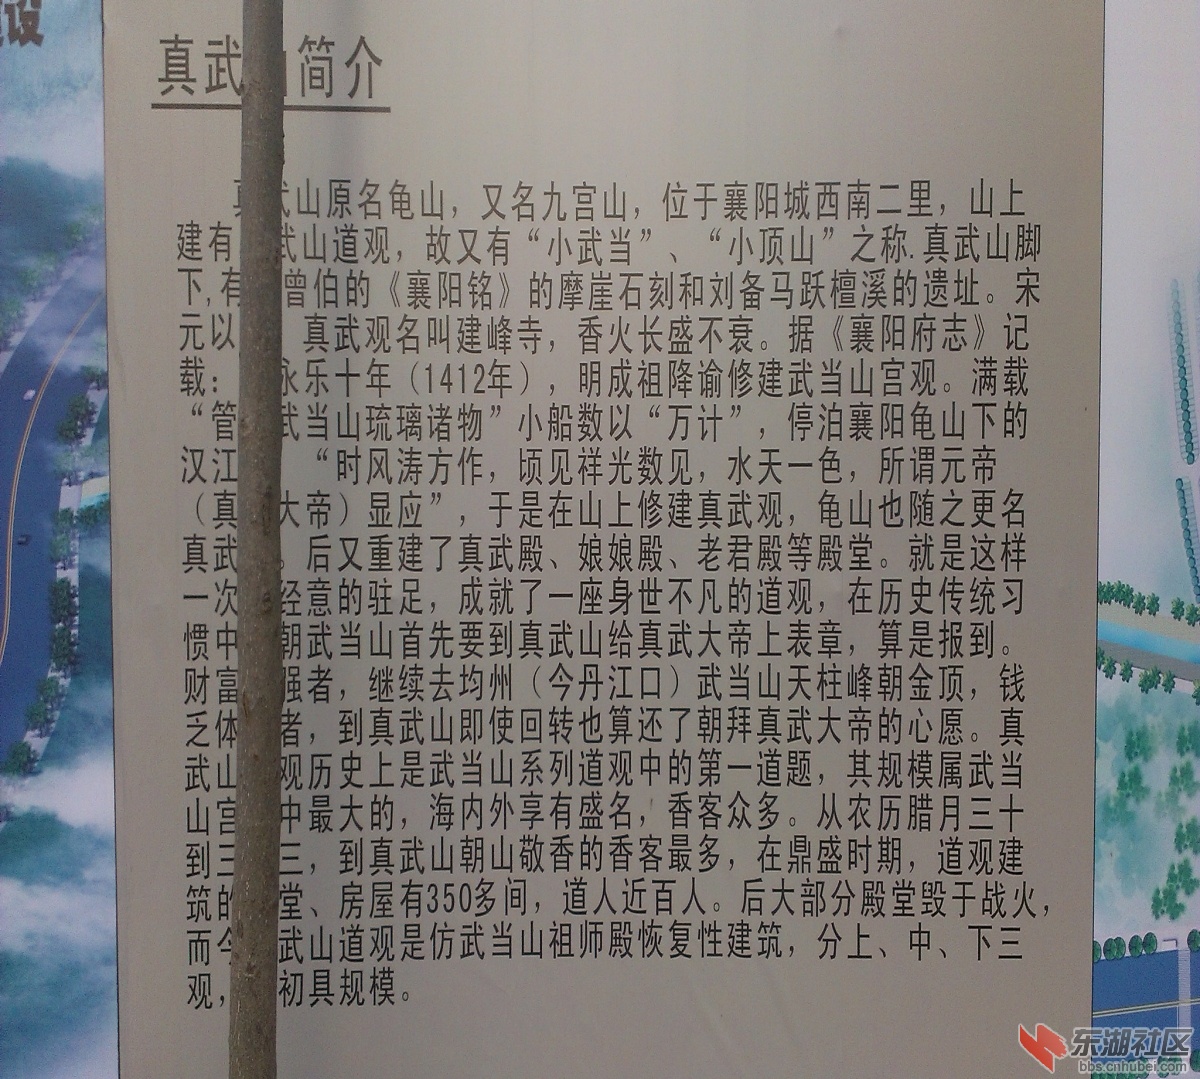 设
真武 简介
真武山原名龟山，又名九宫山，位于襄阳城西南二里，山上
建有 武山道观，故又有“小武当”、“小顶山”之称.真武山脚
下,有 曾伯的《襄阳铭》的摩崖石刻和刘备马跃檀溪的遗址。宋
元以 真武观名叫建峰寺，香火长盛不衰。据《襄阳府志》记
载： 永乐十年（1412年），明成祖降谕修建武当山宫观。满载
“管 武当山琉璃诸物”小船数以“万计”，停泊襄阳龟山下的
汉江 “时风涛方作，顷见祥光数见，水天一色，所谓元帝
（真 大帝）显应”，于是在山上修建真武观，龟山也随之更名
真武 。后又重建了真武殿、娘娘殿、老君殿等殿堂。就是这样
一次 经意的驻足，成就了一座身世不凡的道观，在历史传统习
惯中 朝武当山首先要到真武山给真武大帝上表章，算是报到。
财富 强者，继续去均州（今丹江口）武当山天柱峰朝金顶，钱
乏体 者，到真武山即使回转也算还了朝拜真武大帝的心愿。真
武山 观历史上是武当山系列道观中的第一道题，其规模属武当
山宫 中最大的，海内外享有盛名，香客众多。从农历腊月三十
到三 三，到真武山朝山敬香的香客最多，在鼎盛时期，道观建
筑的 堂、房屋有350多间，道人近百人。后大部分殿堂毁于战火，
而今 武山道观是仿武当山祖师殿恢复性建筑，分上、中、下三
观， 初具规模。
东湖社区
bbs.cnhubei.com